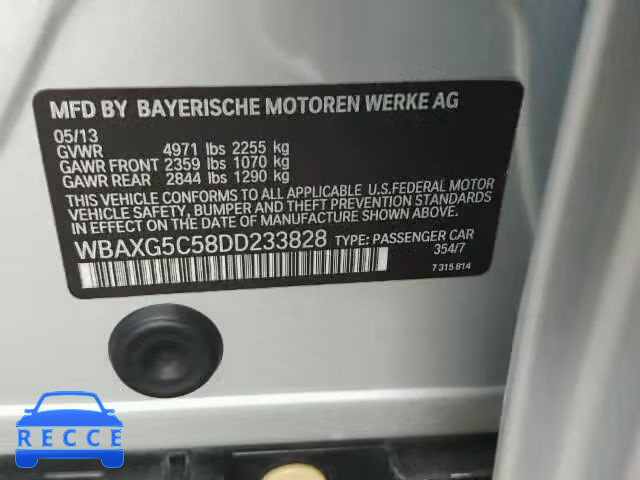 MFD BY BAYERISCHE MOTOREN WERKE AG
05/13
GVWR 4971 lbs 2255 kg
GAWR FRONT 2359 lbs 1070 kg
GAWR REAR 2844 lbs 1290 kg
THIS VEHICLE CONFORMS TO ALL APPLICABLE U.S.FEDERAL MOTOR
VEHICLE SAFETY, BUMPER AND THEFT PREVENTION STANDARDS
IN EFFECT ON THE DATE OF MANUFACTURE SHOWN ABOVE.
WBAXG5C58DD233828 TYPE: PASSENGER CAR
354/7
7 315 814
RECCE